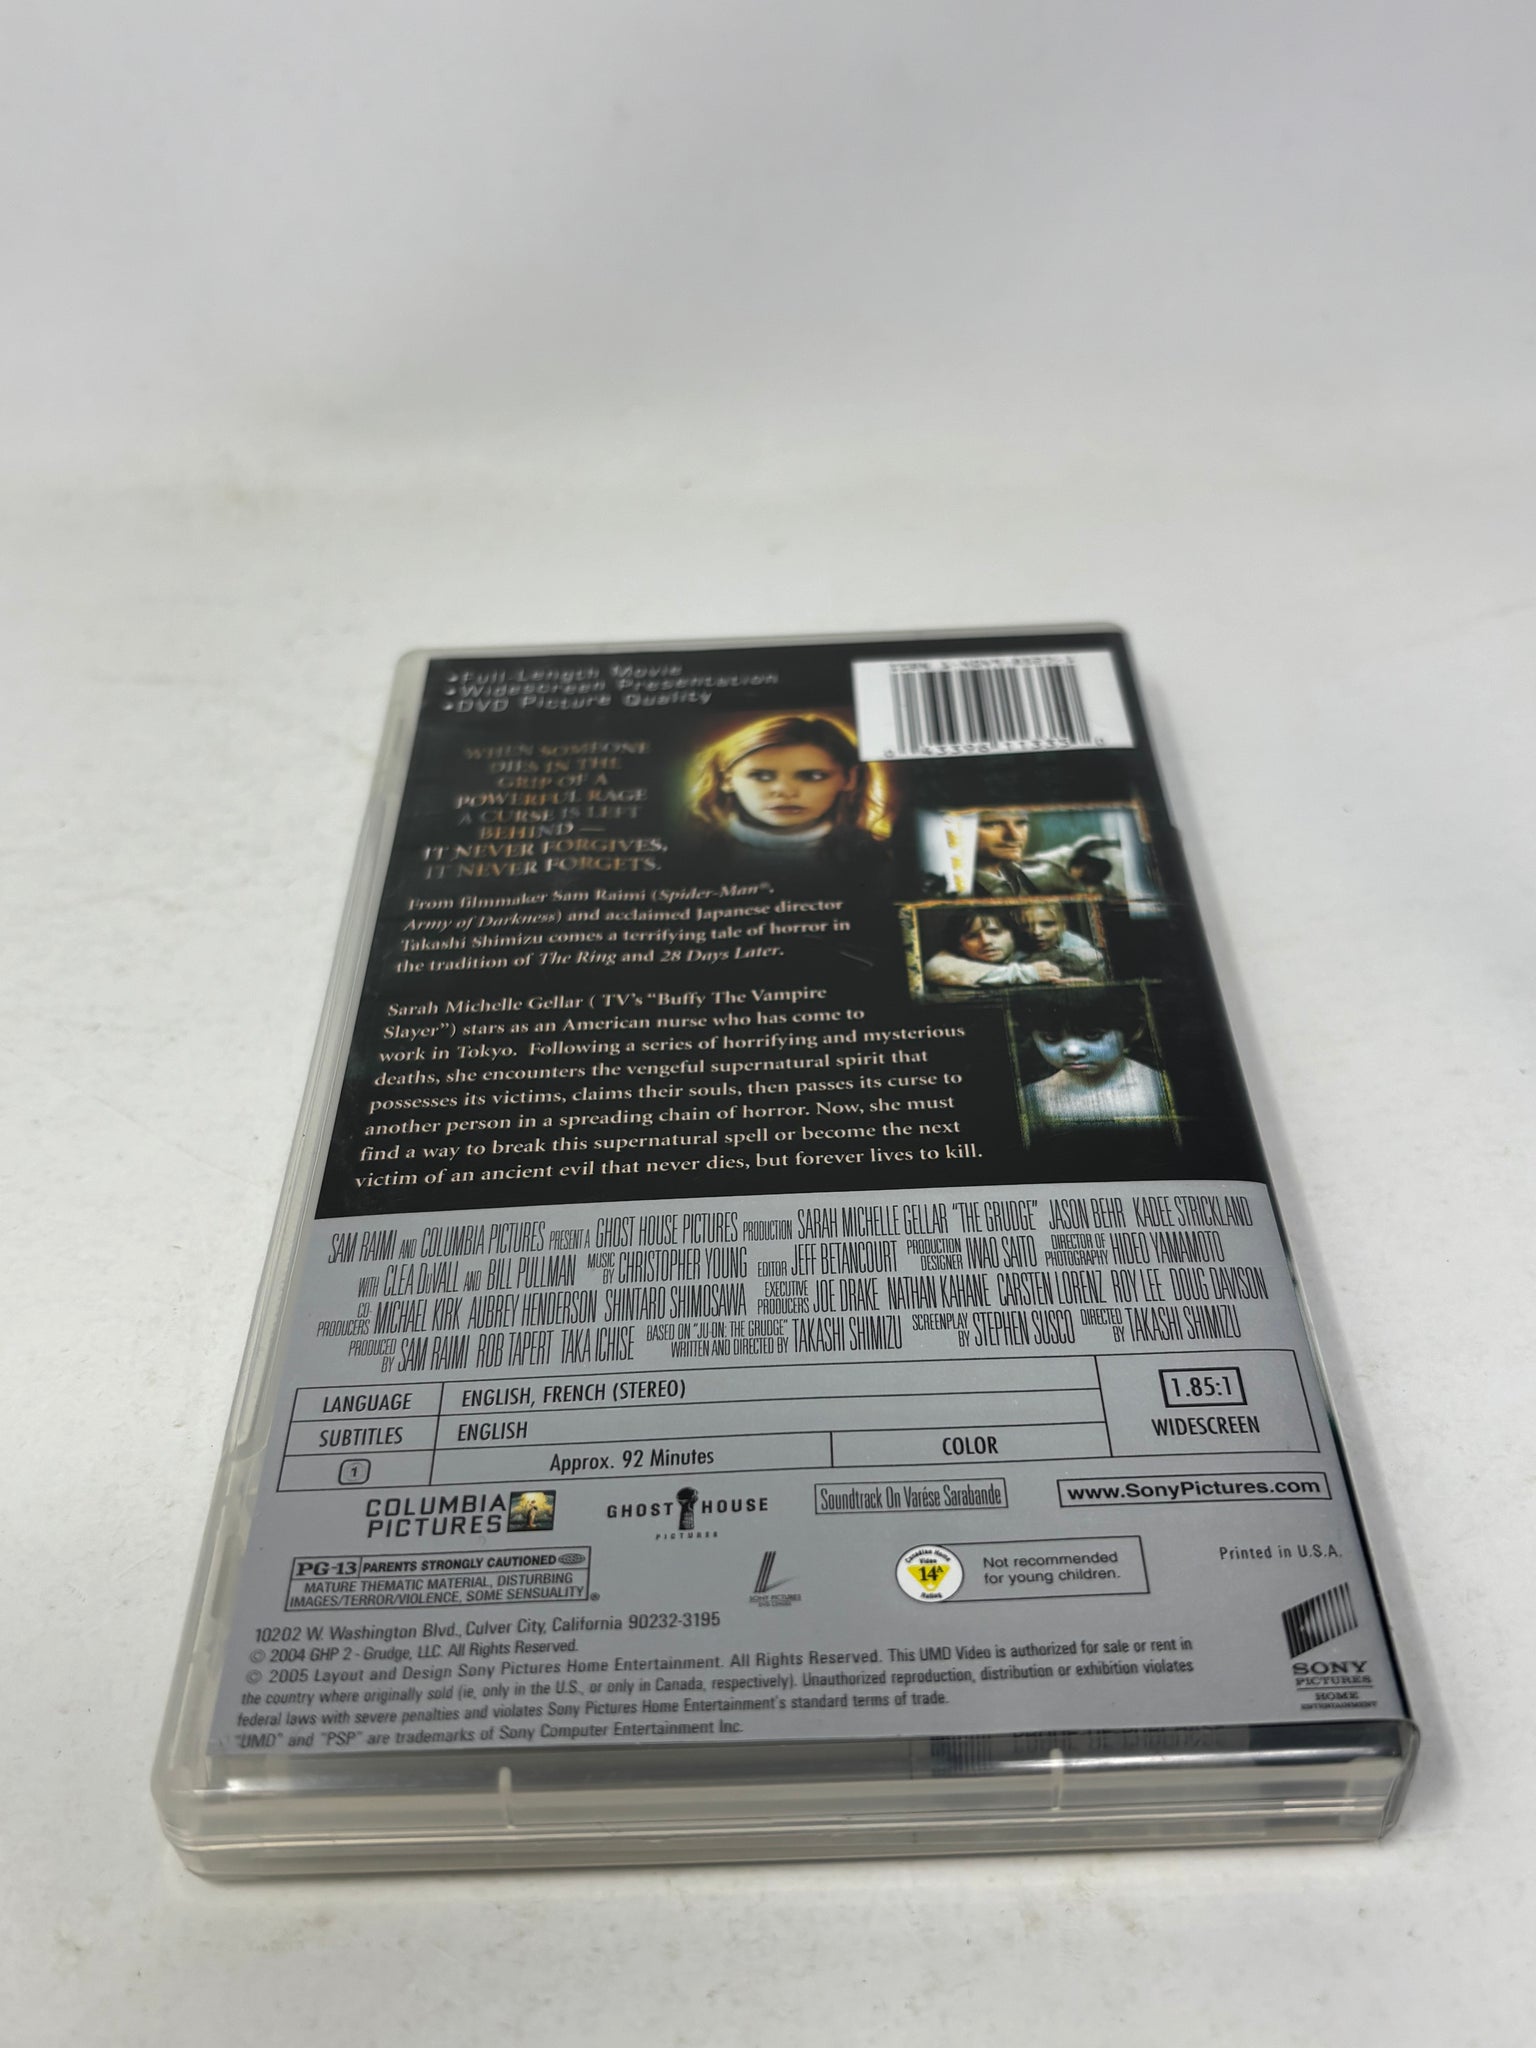 •Full-Length Movie
•Widescreen Presentation
•DVD Picture Quality
0 43396 11333 0
WHEN SOMEONE
DIES IN THE
GRIP OF A
POWERFUL RAGE
A CURSE IS LEFT
BEHIND —
IT NEVER FORGIVES,
IT NEVER FORGETS.
From filmmaker Sam Raimi (Spider-Man®,
Army of Darkness) and acclaimed Japanese director
Takashi Shimizu comes a terrifying tale of horror in
the tradition of The Ring and 28 Days Later.
Sarah Michelle Gellar ( TV's "Buffy The Vampire
Slayer") stars as an American nurse who has come to
work in Tokyo. Following a series of horrifying and mysterious
deaths, she encounters the vengeful supernatural spirit that
possesses its victims, claims their souls, then passes its curse to
another person in a spreading chain of horror. Now, she must
find a way to break this supernatural spell or become the next
victim of an ancient evil that never dies, but forever lives to kill.
SAM RAIMI AND COLUMBIA PICTURES PRESENT A GHOST HOUSE PICTURES PRODUCTION SARAH MICHELLE GELLAR "THE GRUDGE" JASON BEHR KADEE STRICKLAND
WITH CLEA DuVALL AND BILL PULLMAN MUSIC BY CHRISTOPHER YOUNG EDITOR JEFF BETANCOURT PRODUCTION DESIGNER IWAO SAITO DIRECTOR OF PHOTOGRAPHY HIDEO YAMAMOTO
CO-PRODUCERS MICHAEL KIRK AUBREY HENDERSON SHINTARO SHIMOSAWA EXECUTIVE PRODUCERS JOE DRAKE NATHAN KAHANE CARSTEN LORENZ ROY LEE DOUG DAVISON
PRODUCED BY SAM RAIMI ROB TAPERT TAKA ICHISE BASED ON "JU-ON: THE GRUDGE" WRITTEN AND DIRECTED BY TAKASHI SHIMIZU SCREENPLAY BY STEPHEN SUSCO DIRECTED BY TAKASHI SHIMIZU
LANGUAGE ENGLISH, FRENCH (STEREO)
SUBTITLES ENGLISH
1 Approx. 92 Minutes COLOR
1.85:1
WIDESCREEN
COLUMBIA
PICTURES
GHOST HOUSE
PICTURES
Soundtrack On Varése Sarabande
www.SonyPictures.com
PG-13 PARENTS STRONGLY CAUTIONED
MATURE THEMATIC MATERIAL, DISTURBING
IMAGES/TERROR/VIOLENCE, SOME SENSUALITY ®
SONY PICTURES
DVD CENTER
Canadian Home
Video
14A
Rating
Not recommended
for young children.
Printed in U.S.A.
10202 W. Washington Blvd., Culver City, California 90232-3195
© 2004 GHP 2 - Grudge, LLC. All Rights Reserved.
© 2005 Layout and Design Sony Pictures Home Entertainment. All Rights Reserved. This UMD Video is authorized for sale or rent in
the country where originally sold (ie, only in the U.S., or only in Canada, respectively). Unauthorized reproduction, distribution or exhibition violates
federal laws with severe penalties and violates Sony Pictures Home Entertainment's standard terms of trade.
"UMD" and "PSP" are trademarks of Sony Computer Entertainment Inc.
SONY
PICTURES
HOME
ENTERTAINMENT